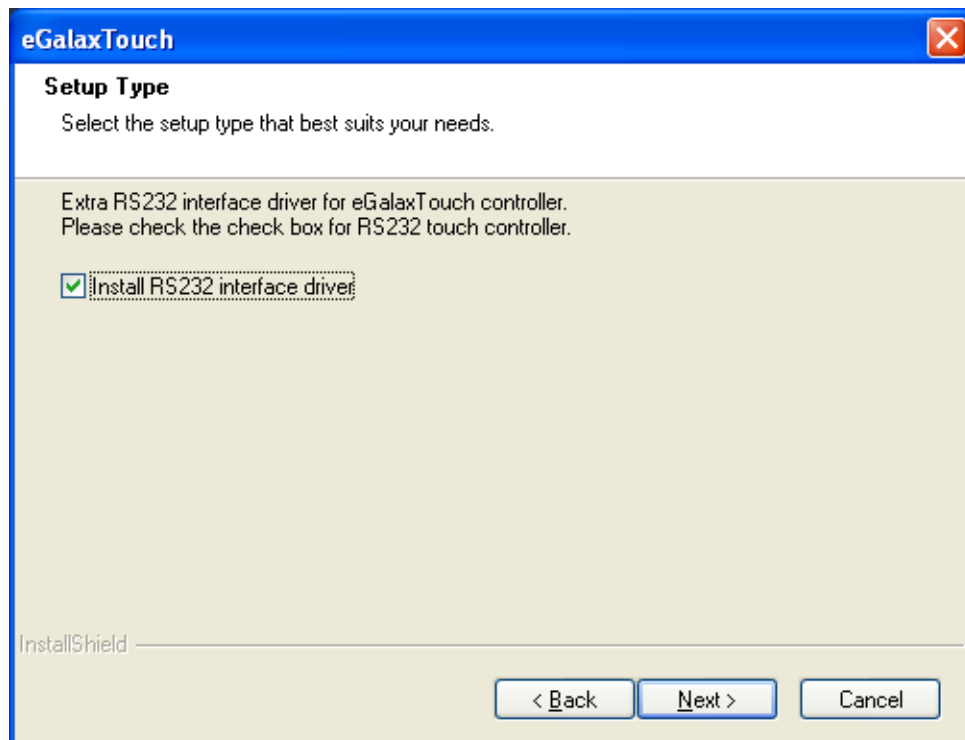 eGalaxTouch
Setup Type
Select the setup type that best suits your needs.
Extra RS232 interface driver for eGalaxTouch controller.
Please check the check box for RS232 touch controller.
Install RS232 interface driver
InstallShield
< Back Next > Cancel